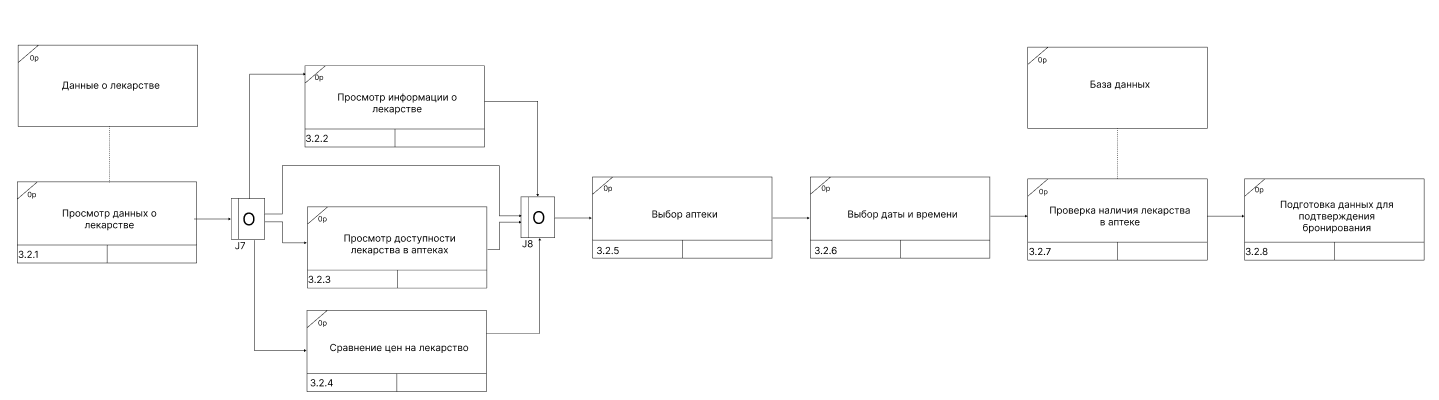 0р
Данные о лекарстве
0р
Просмотр данных о
лекарстве
3.2.1
O
J7
0р
Просмотр информации о
лекарстве
3.2.2
0р
Просмотр доступности
лекарства в аптеках
3.2.3
0р
Сравнение цен на лекарство
3.2.4
O
J8
0р
Выбор аптеки
3.2.5
0р
Выбор даты и времени
3.2.6
0р
База данных
0р
Проверка наличия лекарства
в аптеке
3.2.7
0р
Подготовка данных для
подтверждения
бронирования
3.2.8